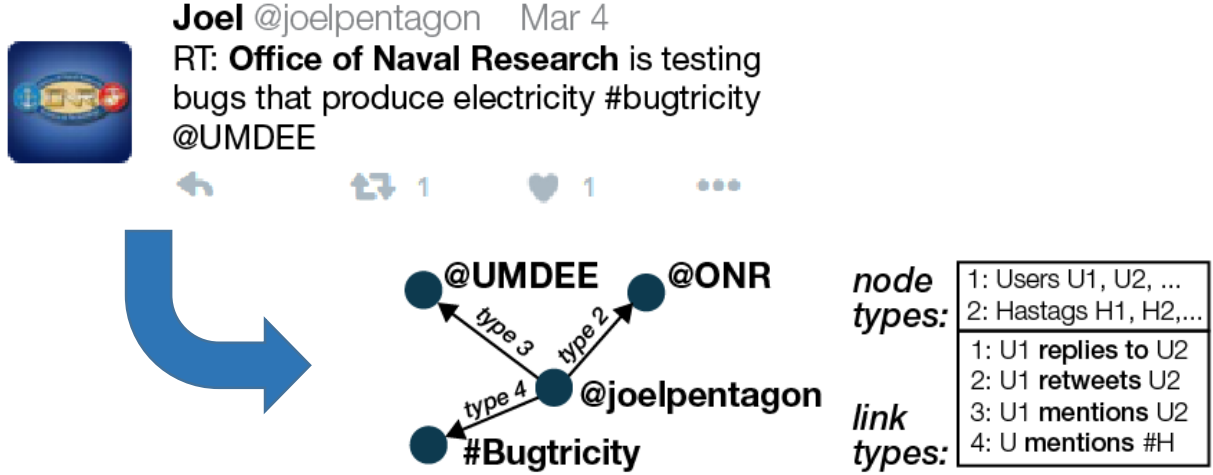 Joel @joelpentagon Mar 4
RT: Office of Naval Research is testing
bugs that produce electricity #bugtricity
@UMDEE
1 1
ONR
@UMDEE @ONR
type 3 type 2
@joelpentagon
type 4
#Bugtricity
node
types:
1: Users U1, U2, ...
2: Hastags H1, H2,...
link
types:
1: U1 replies to U2
2: U1 retweets U2
3: U1 mentions U2
4: U mentions #H